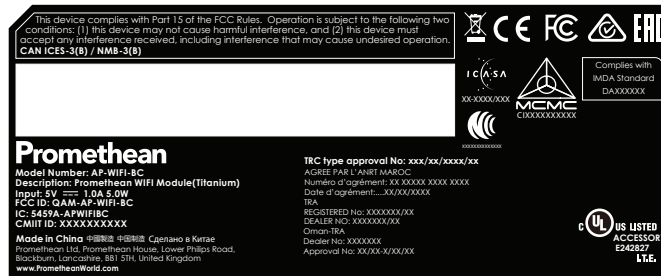 This device complies with Part 15 of the FCC Rules. Operation is subject to the following two
conditions: (1) this device may not cause harmful interference, and (2) this device must
accept any interference received, including interference that may cause undesired operation.
CAN ICES-3(B) / NMB-3(B)
CE FC EAC
ICASA
XX-XXXX/XXX
MCMC
CIXXXXXXXXXX
Complies with
IMDA Standard
DAXXXXXX
CCC
XXXXXXXXXXXXX
Promethean
Model Number: AP-WIFI-BC
Description: Promethean WIFI Module(Titanium)
Input: 5V ⎓ 1.0A 5.0W
FCC ID: QAM-AP-WIFI-BC
IC: 5459A-APWIFIBC
CMIIT ID: XXXXXXXXXX
Made in China 中國製造 中国制造 Сделано в Китае
Promethean Ltd, Promethean House, Lower Philips Road,
Blackburn, Lancashire, BB1 5TH, United Kingdom
www.PrometheanWorld.com
TRC type approval No: xxx/xx/xxxx/xx
AGREE PAR L'ANRT MAROC
Numéro d'agrément: XX XXXXX XXXX XXXX
Date d'agrément:....XX/XX/XXXX
TRA
REGISTERED No: XXXXXXX/XX
DEALER NO: XXXXXXX/XX
Oman-TRA
Dealer No: XXXXXXX
Approval No: XX/XX-X/XX/XX
C UL US LISTED
ACCESSOR
E242827
I.T.E.